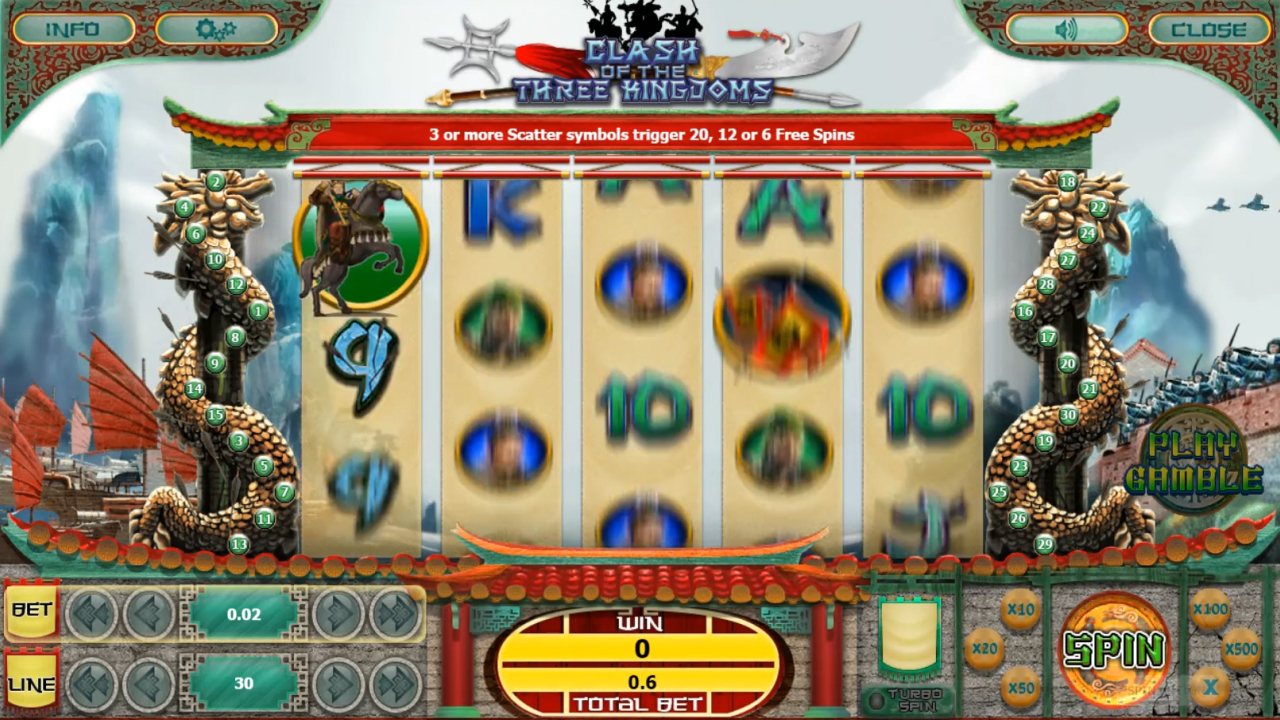 INFO
CLOSE
CLASH
OF THE
THREE KINGDOMS
3 or more Scatter symbols trigger 20, 12 or 6 Free Spins
2
4
6
10
12
1
8
9
14
15
3
5
7
11
13
K
A
9
10
10
9
J
18
22
24
27
28
16
17
20
21
30
19
23
25
26
29
PLAY
GAMBLE
BET
0.02
LINE
30
WIN
0
0.6
TOTAL BET
TURBO
SPIN
X10
X20
X50
SPIN
X100
X500
X